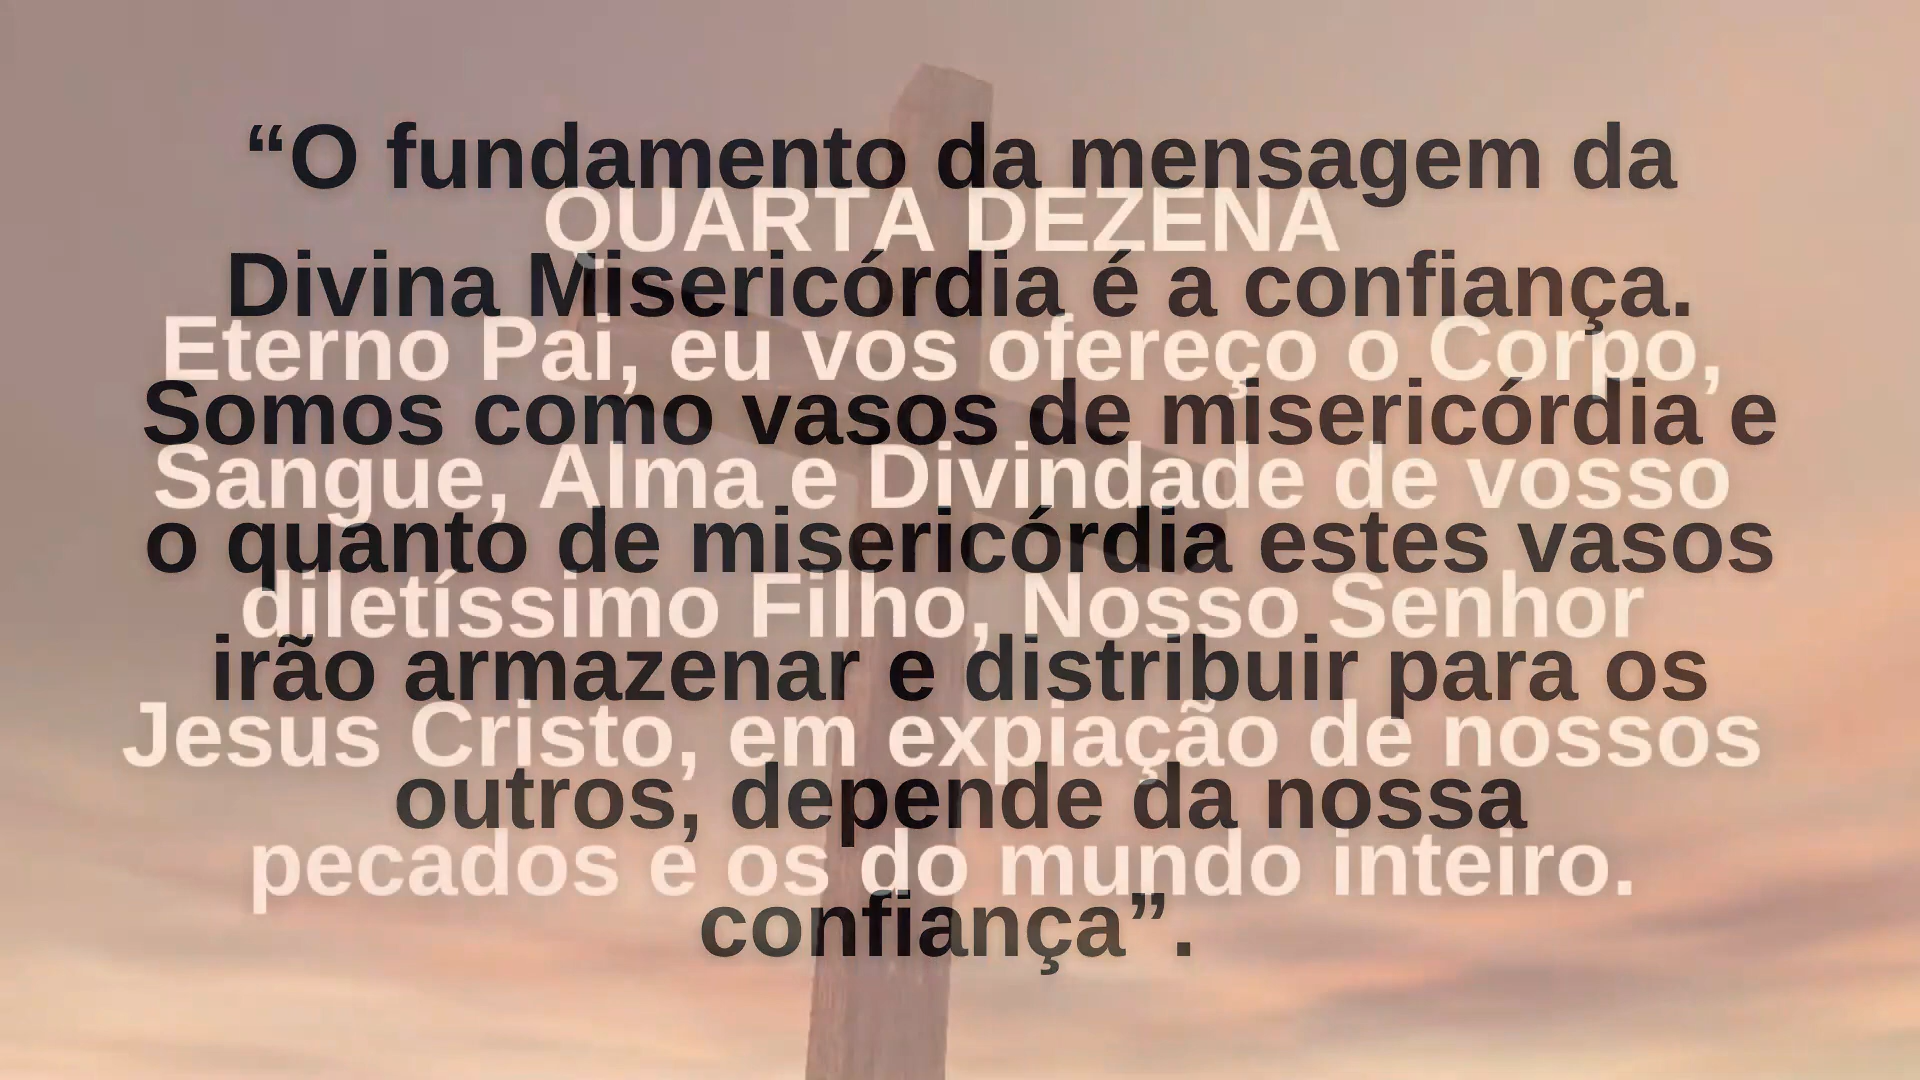 “O fundamento da mensagem da
Divina Misericórdia é a confiança.
Somos como vasos de misericórdia e
o quanto de misericórdia estes vasos
irão armazenar e distribuir para os
outros, depende da nossa
confiança”.
QUARTA DEZENA
Eterno Pai, eu vos ofereço o Corpo,
Sangue, Alma e Divindade de vosso
diletíssimo Filho, Nosso Senhor
Jesus Cristo, em expiação de nossos
pecados e os do mundo inteiro.